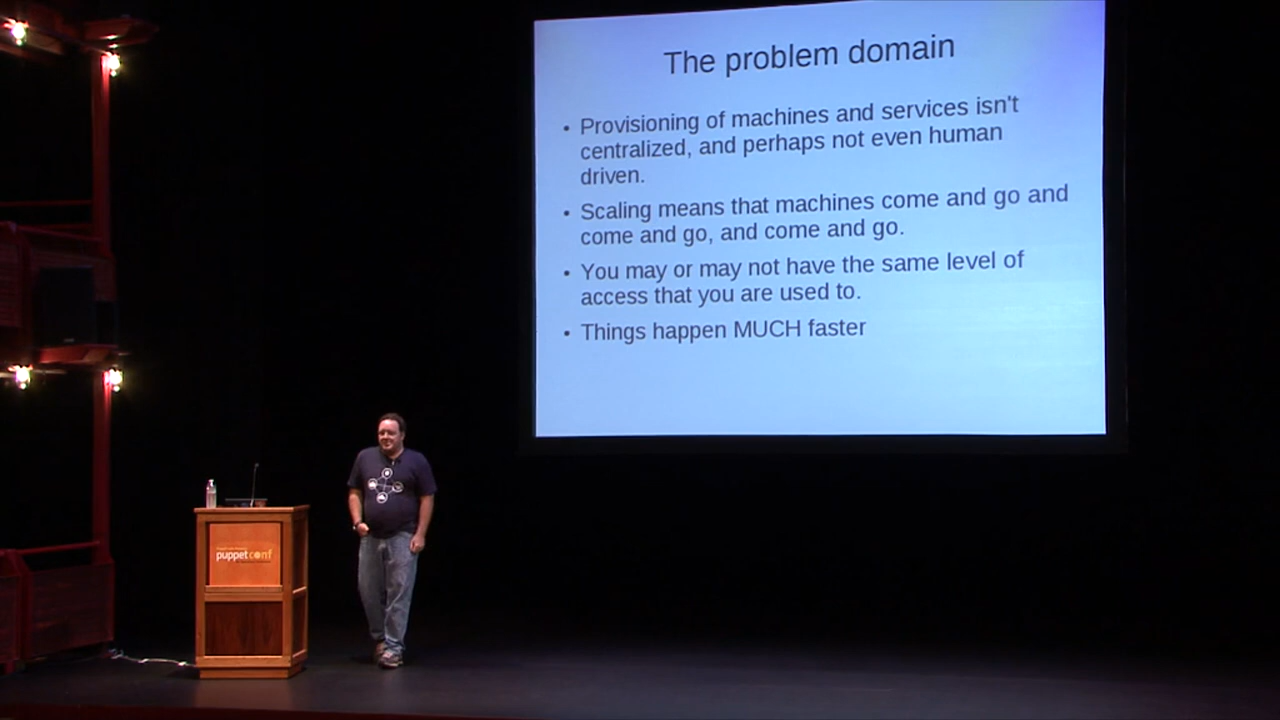 The problem domain
• Provisioning of machines and services isn't
centralized, and perhaps not even human
driven.
• Scaling means that machines come and go and
come and go, and come and go.
• You may or may not have the same level of
access that you are used to.
• Things happen MUCH faster
puppetconf